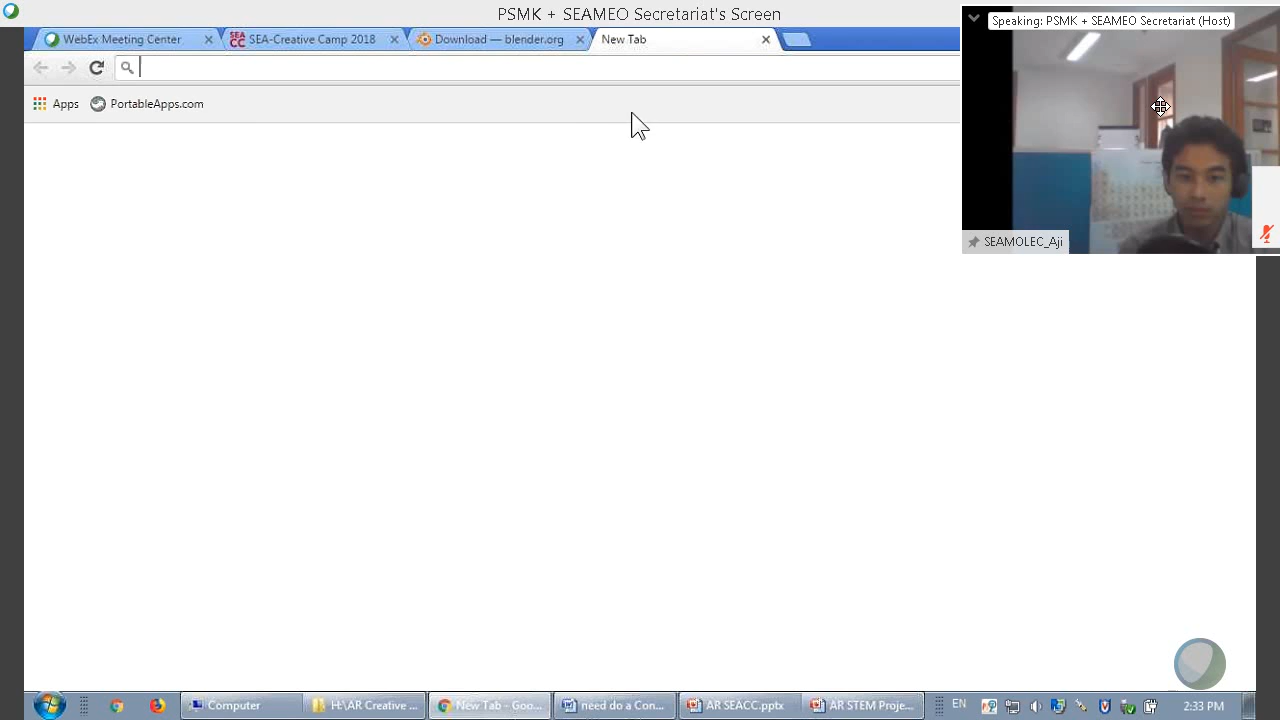 PSMK + SEAMEO Secretariat's Screen
Speaking: PSMK + SEAMEO Secretariat (Host)
WebEx Meeting Center
SEA CC SEA-Creative Camp 2018
Download — blender.org
New Tab
Apps
PortableApps.com
SEAMOLEC_Aji
Computer
H:\AR Creative ...
New Tab - Goo...
need do a Con...
AR SEACC.pptx
AR STEM Proje...
EN
2:33 PM